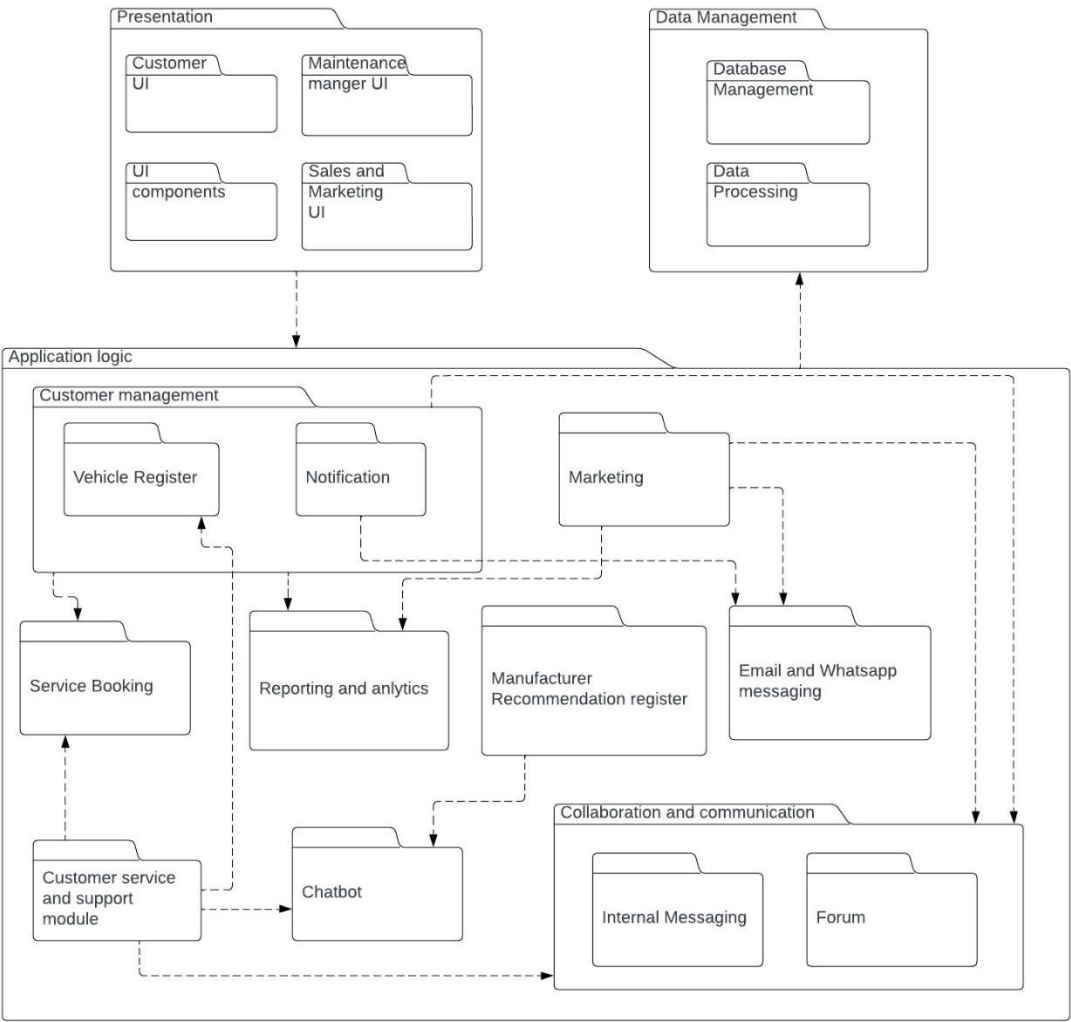 Presentation
Customer
UI
Maintenance
manger UI
UI
components
Sales and
Marketing
UI
Data Management
Database
Management
Data
Processing
Application logic
Customer management
Vehicle Register
Notification
Marketing
Service Booking
Reporting and anlytics
Manufacturer
Recommendation register
Email and Whatsapp
messaging
Customer service
and support
module
Chatbot
Collaboration and communication
Internal Messaging
Forum